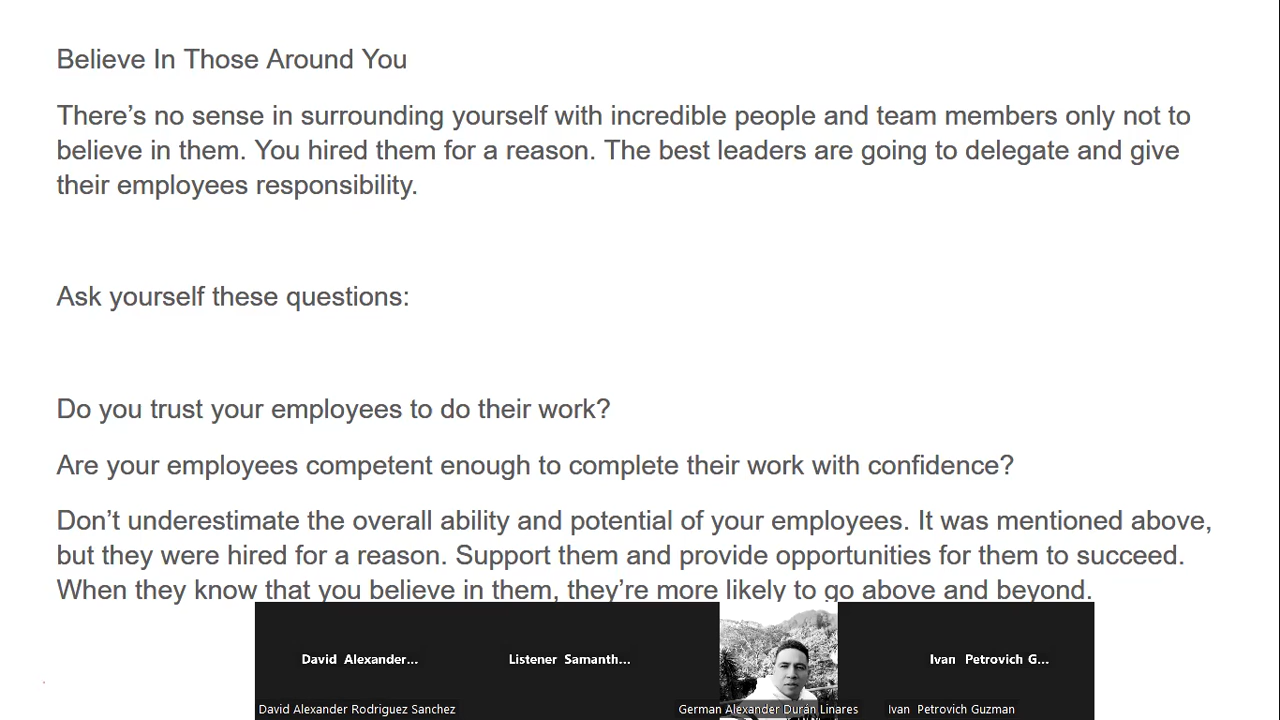 Believe In Those Around You
There’s no sense in surrounding yourself with incredible people and team members only not to
believe in them. You hired them for a reason. The best leaders are going to delegate and give
their employees responsibility.
Ask yourself these questions:
Do you trust your employees to do their work?
Are your employees competent enough to complete their work with confidence?
Don’t underestimate the overall ability and potential of your employees. It was mentioned above,
but they were hired for a reason. Support them and provide opportunities for them to succeed.
When they know that you believe in them, they’re more likely to go above and beyond.
David Alexander...
Listener Samanth...
Ivan Petrovich G...
David Alexander Rodriguez Sanchez
German Alexander Durán Linares
Ivan Petrovich Guzman